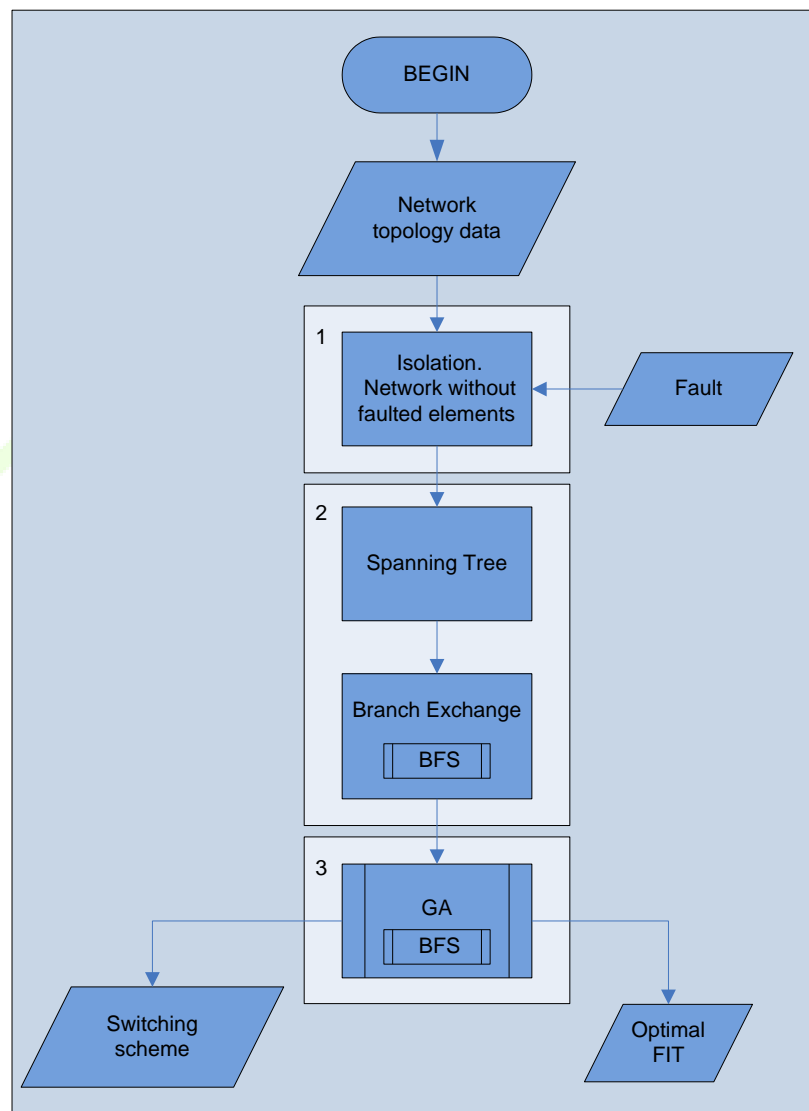 BEGIN
Network
topology data
1
Isolation.
Network without
faulted elements
Fault
2
Spanning Tree
Branch Exchange
BFS
3
GA
BFS
Switching
scheme
Optimal
FIT